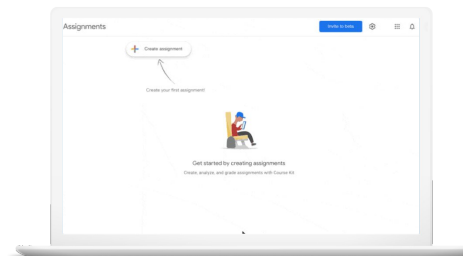 Assignments
Invite to beta
Create assignment
Create your first assignment!
Get started by creating assignments
Create, analyze, and grade assignments with Course Kit